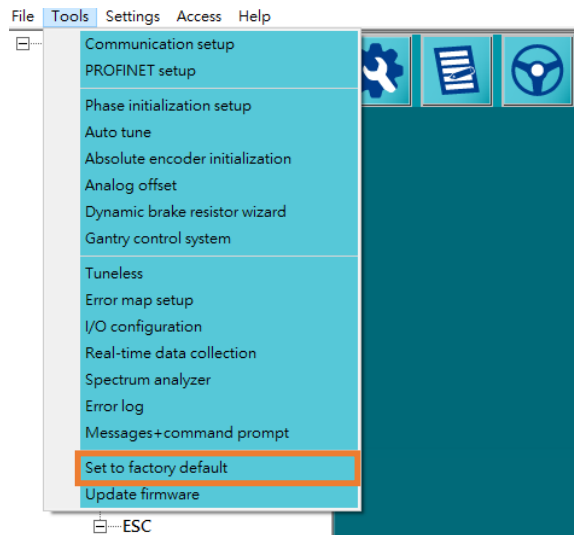 File Tools Settings Access Help
Communication setup
PROFINET setup
Phase initialization setup
Auto tune
Absolute encoder initialization
Analog offset
Dynamic brake resistor wizard
Gantry control system
Tuneless
Error map setup
I/O configuration
Real-time data collection
Spectrum analyzer
Error log
Messages+command prompt
Set to factory default
Update firmware
ESC